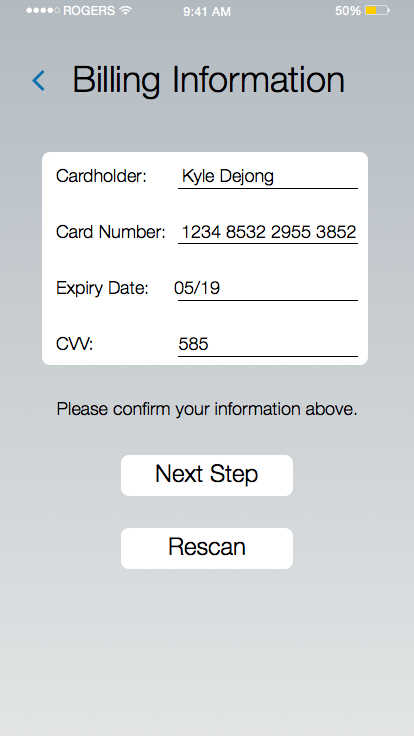 ROGERS 9:41 AM 50%
Billing Information
Cardholder: Kyle Dejong
Card Number: 1234 8532 2955 3852
Expiry Date: 05/19
CVV: 585
Please confirm your information above.
Next Step
Rescan